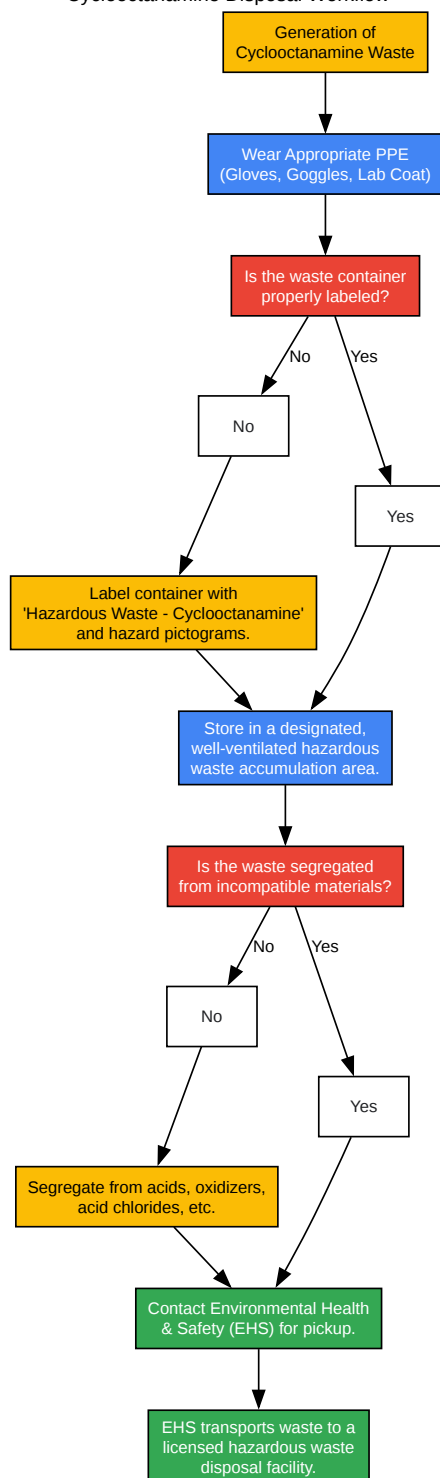 Cyclooctanamine Disposal Workflow
Generation of
Cyclooctanamine Waste
Wear Appropriate PPE
(Gloves, Goggles, Lab Coat)
Is the waste container
properly labeled?
No
Yes
No
Yes
Label container with
'Hazardous Waste - Cyclooctanamine'
and hazard pictograms.
Store in a designated,
well-ventilated hazardous
waste accumulation area.
Is the waste segregated
from incompatible materials?
No
Yes
No
Yes
Segregate from acids, oxidizers,
acid chlorides, etc.
Contact Environmental Health
& Safety (EHS) for pickup.
EHS transports waste to a
licensed hazardous waste
disposal facility.